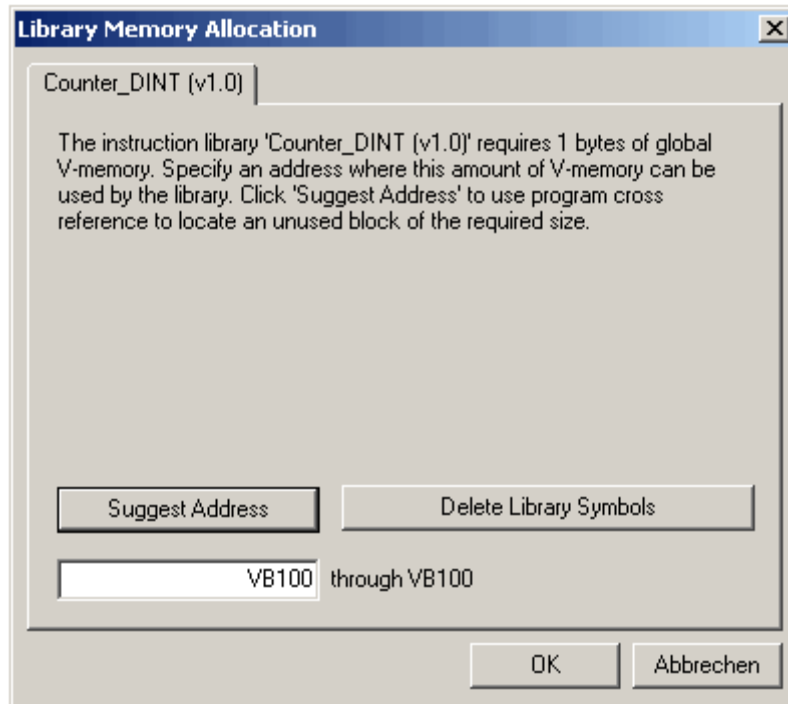 Library Memory Allocation
Counter_DINT (v1.0)
The instruction library 'Counter_DINT (v1.0)' requires 1 bytes of global
V-memory. Specify an address where this amount of V-memory can be
used by the library. Click 'Suggest Address' to use program cross
reference to locate an unused block of the required size.
Suggest Address
Delete Library Symbols
VB100 through VB100
OK
Abbrechen